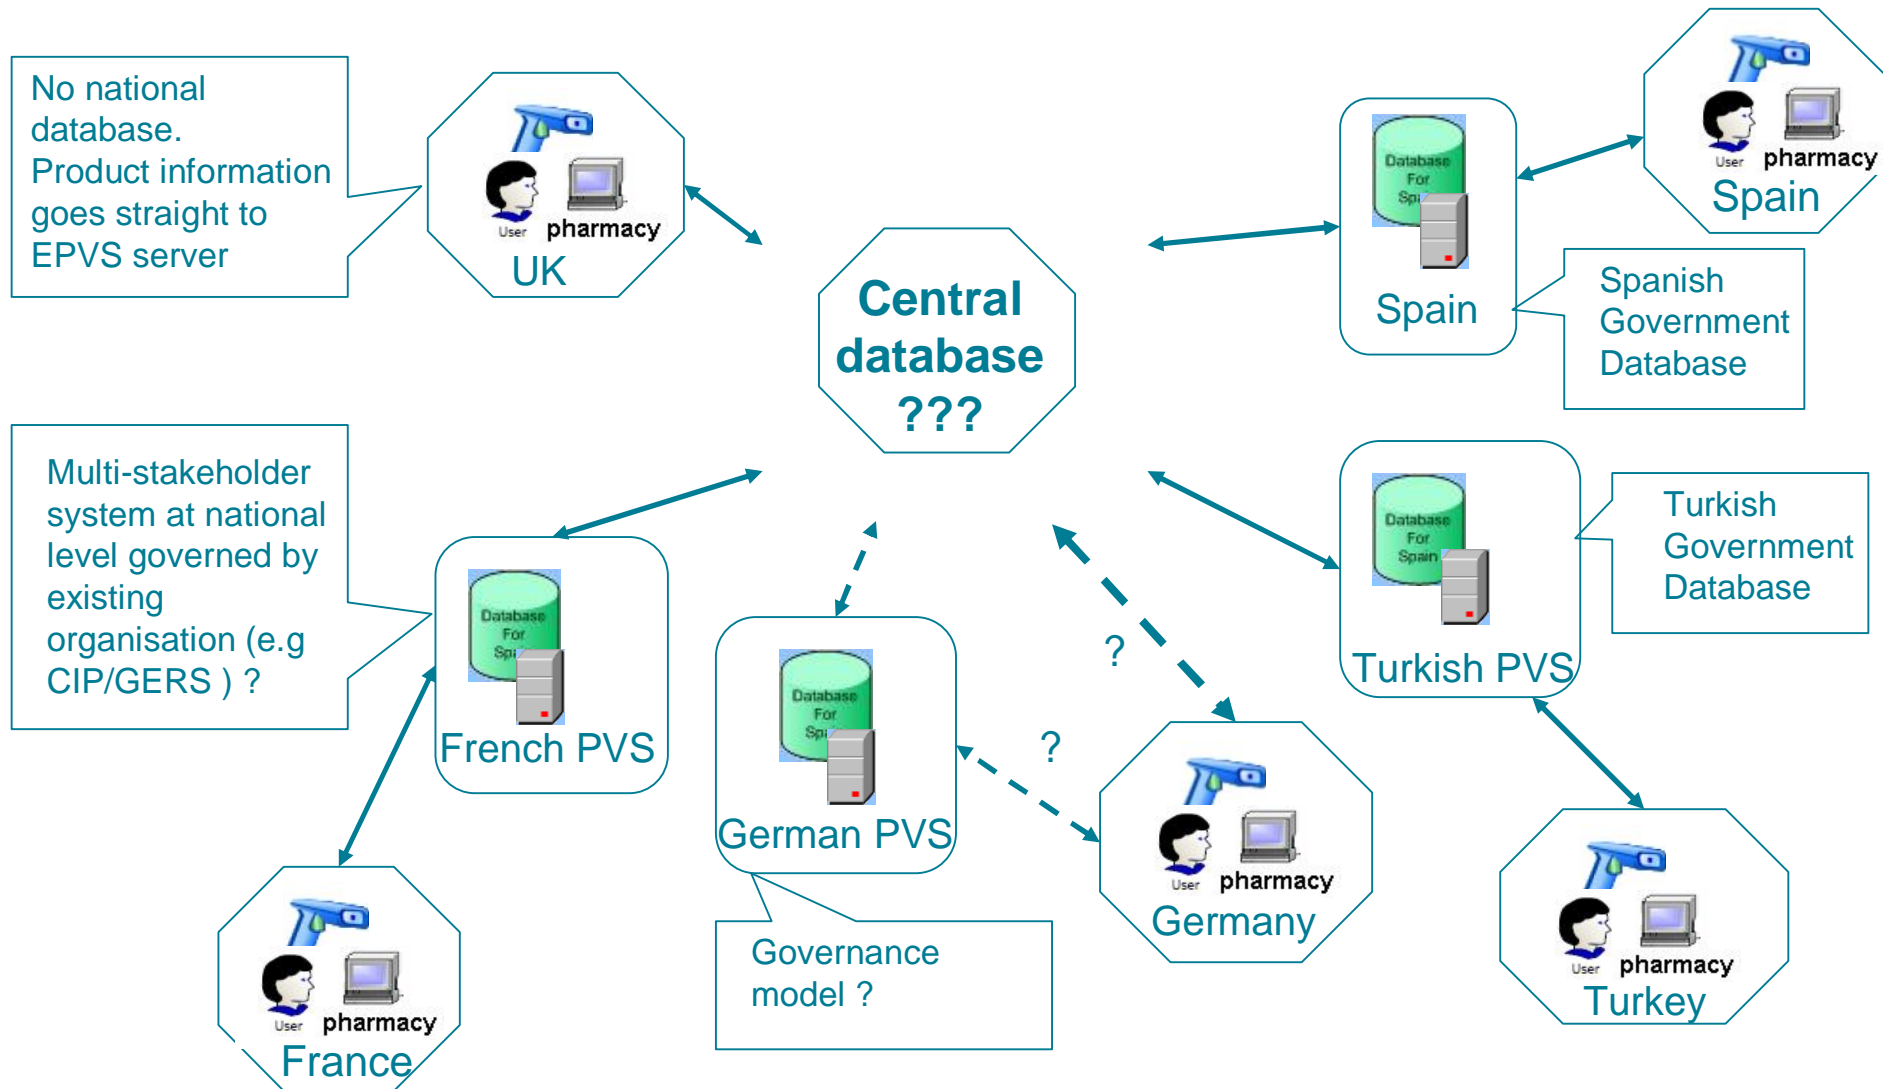 No national
database.
Product information
goes straight to
EPVS server
User pharmacy
UK
Central
database
???
Database
For
Spain
Spain
User pharmacy
Spain
Spanish
Government
Database
Multi-stakeholder
system at national
level governed by
existing
organisation (e.g
CIP/GERS ) ?
Database
For
Spa
French PVS
Database
For
Spa
German PVS
?
?
Database
For
Spain
Turkish PVS
Turkish
Government
Database
User pharmacy
France
Governance
model ?
User pharmacy
Germany
User pharmacy
Turkey